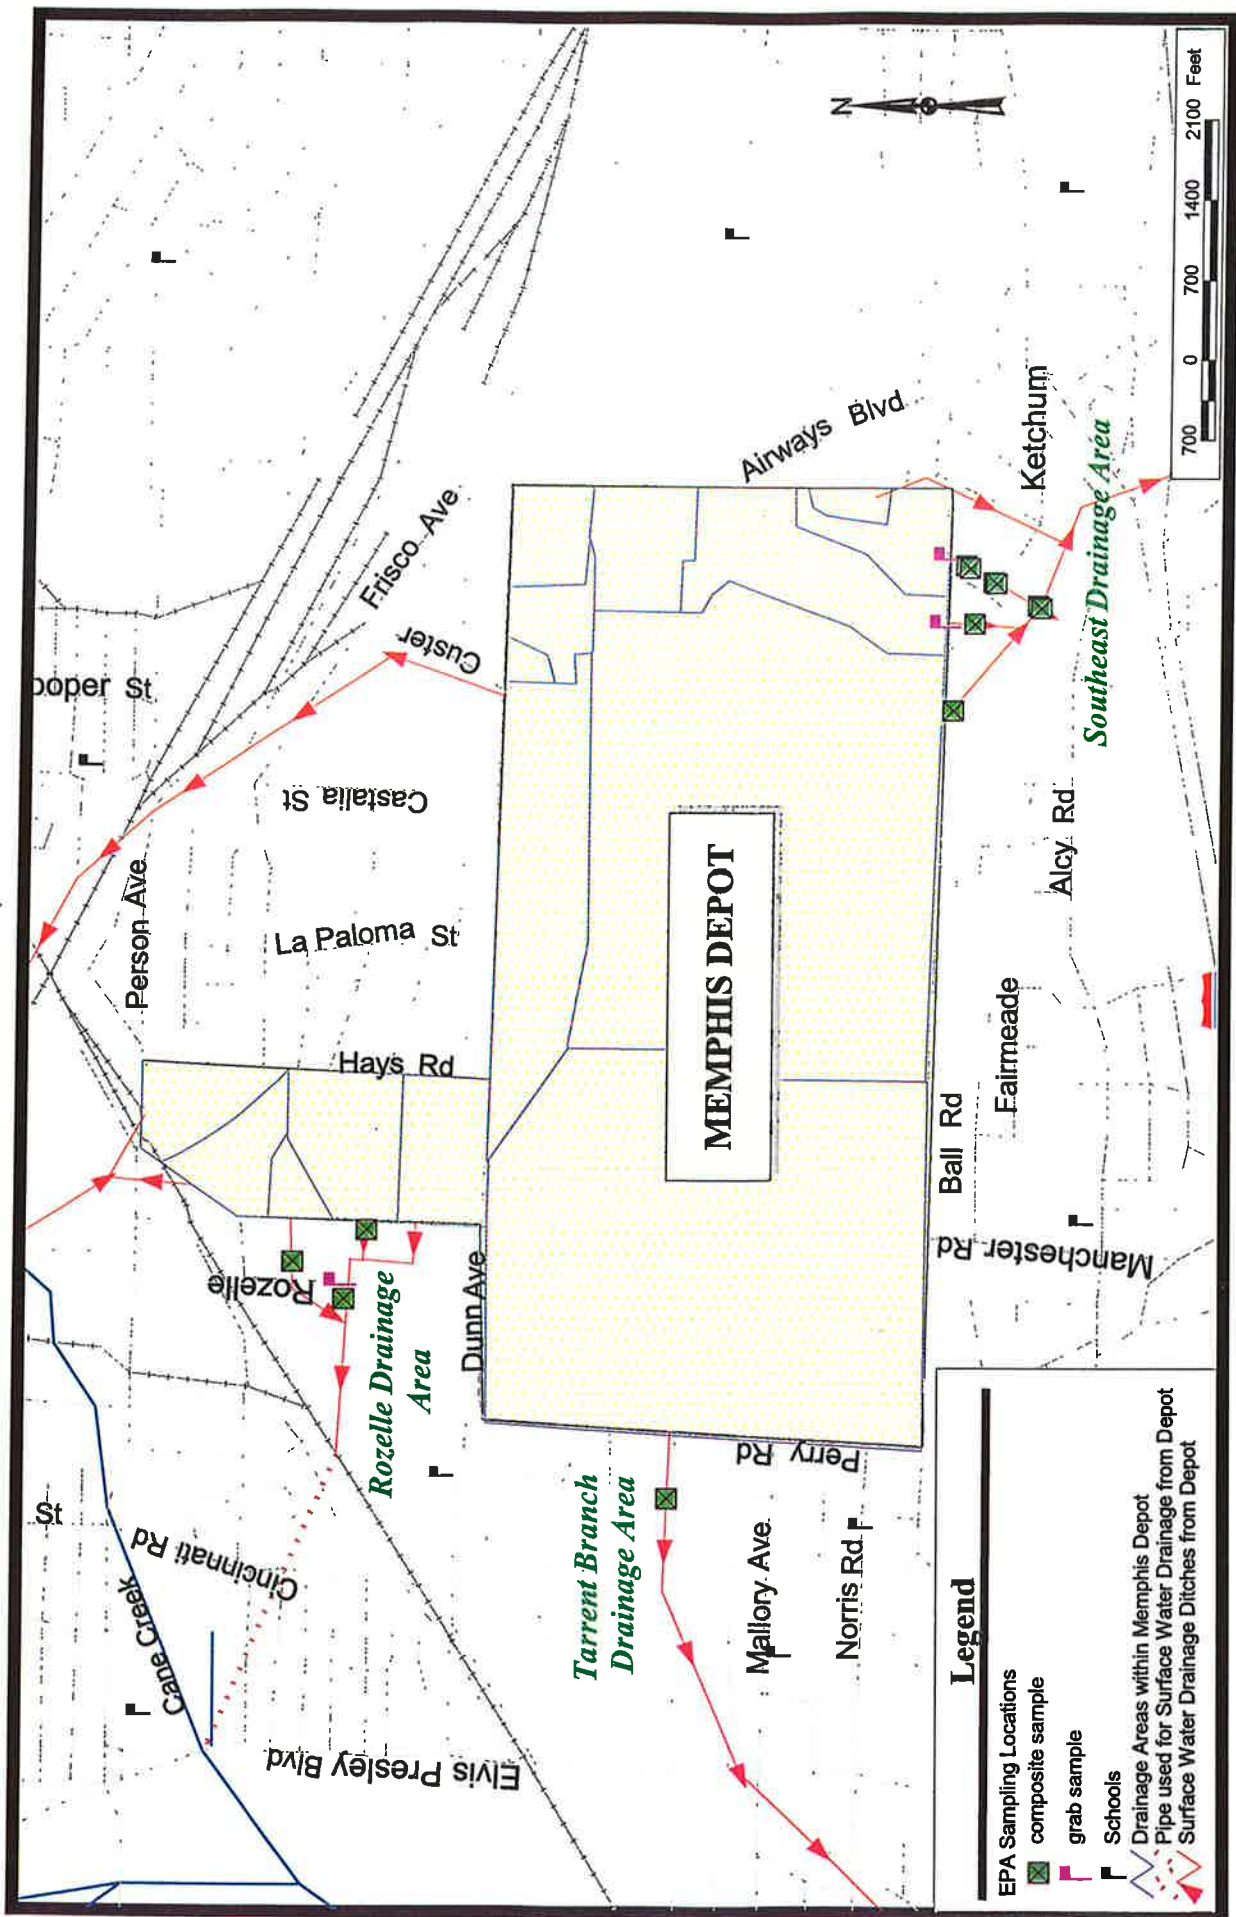 ooper St
Person Ave
Frisco Ave
Custer
Castalia St
La Paloma St
Hays Rd
Airways Blvd
N
Ketchum
Southeast Drainage Area
MEMPHIS DEPOT
Alcy Rd
Fairmeade
Ball Rd
Manchester Rd
Dunn Ave
Rozelle
Rozelle Drainage
Area
St
Cincinnati Rd
Cane Creek
Elvis Presley Blvd
Tarrent Branch
Drainage Area
Perry Rd
Mallory Ave
Norris Rd
700 0 700 1400 2100 Feet
Legend
EPA Sampling Locations
composite sample
grab sample
Schools
Drainage Areas within Memphis Depot
Pipe used for Surface Water Drainage from Depot
Surface Water Drainage Ditches from Depot